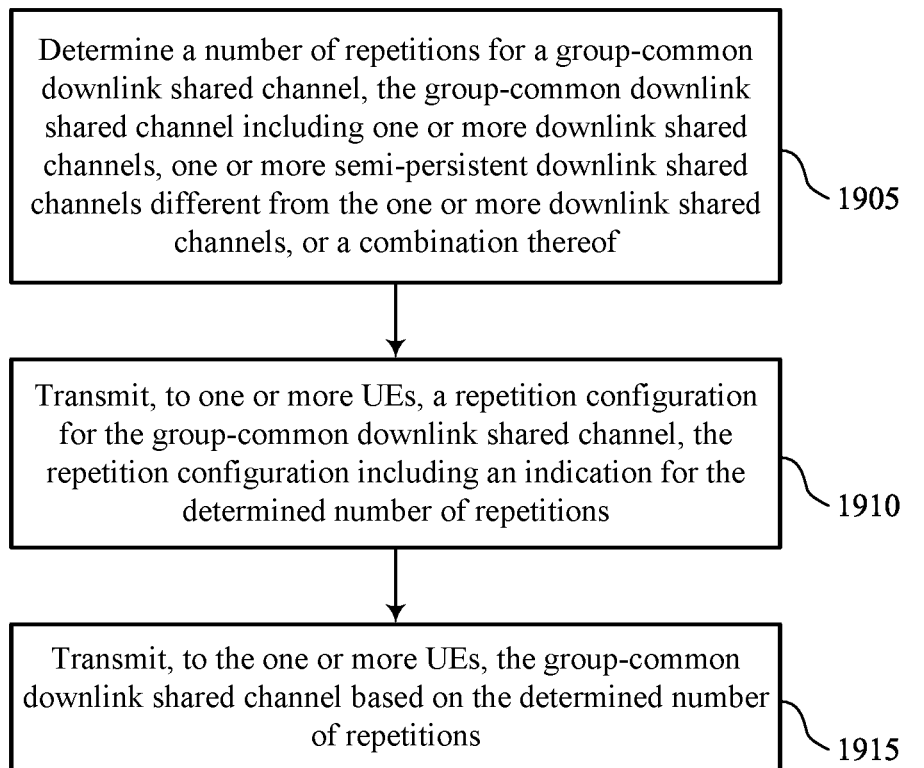 Determine a number of repetitions for a group-common
downlink shared channel, the group-common downlink
shared channel including one or more downlink shared
channels, one or more semi-persistent downlink shared
channels different from the one or more downlink shared
channels, or a combination thereof
1905
Transmit, to one or more UEs, a repetition configuration
for the group-common downlink shared channel, the
repetition configuration including an indication for the
determined number of repetitions
1910
Transmit, to the one or more UEs, the group-common
downlink shared channel based on the determined number
of repetitions
1915